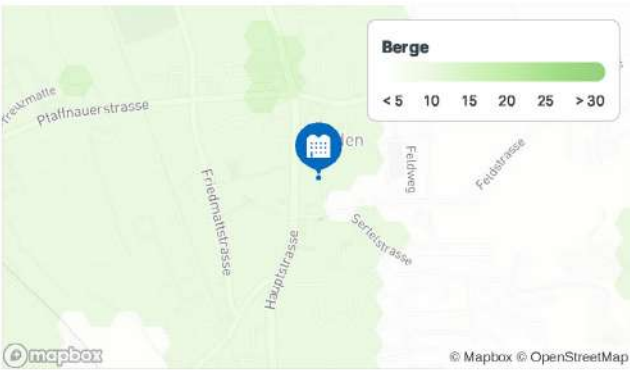 Berge
< 5 10 15 20 25 > 30
Pfaffnauerstrasse
Friedmattstrasse
Feldweg
Feldstrasse
Sertelstrasse
Hauptstrasse
mapbox
© Mapbox © OpenStreetMap